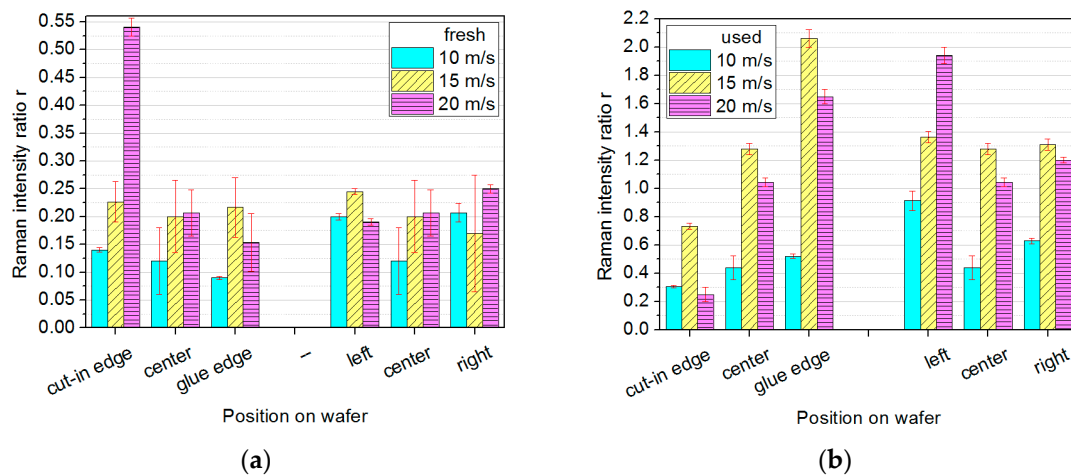 fresh
10 m/s
15 m/s
20 m/s
Raman intensity ratio r
0.55
0.50
0.45
0.40
0.35
0.30
0.25
0.20
0.15
0.10
0.05
0.00
cut-in edge
center
glue edge
–
left
center
right
Position on wafer
(a)
used
10 m/s
15 m/s
20 m/s
Raman intensity ratio r
2.2
2.0
1.8
1.6
1.4
1.2
1.0
0.8
0.6
0.4
0.2
0.0
cut-in edge
center
glue edge
left
center
right
Position on wafer
(b)